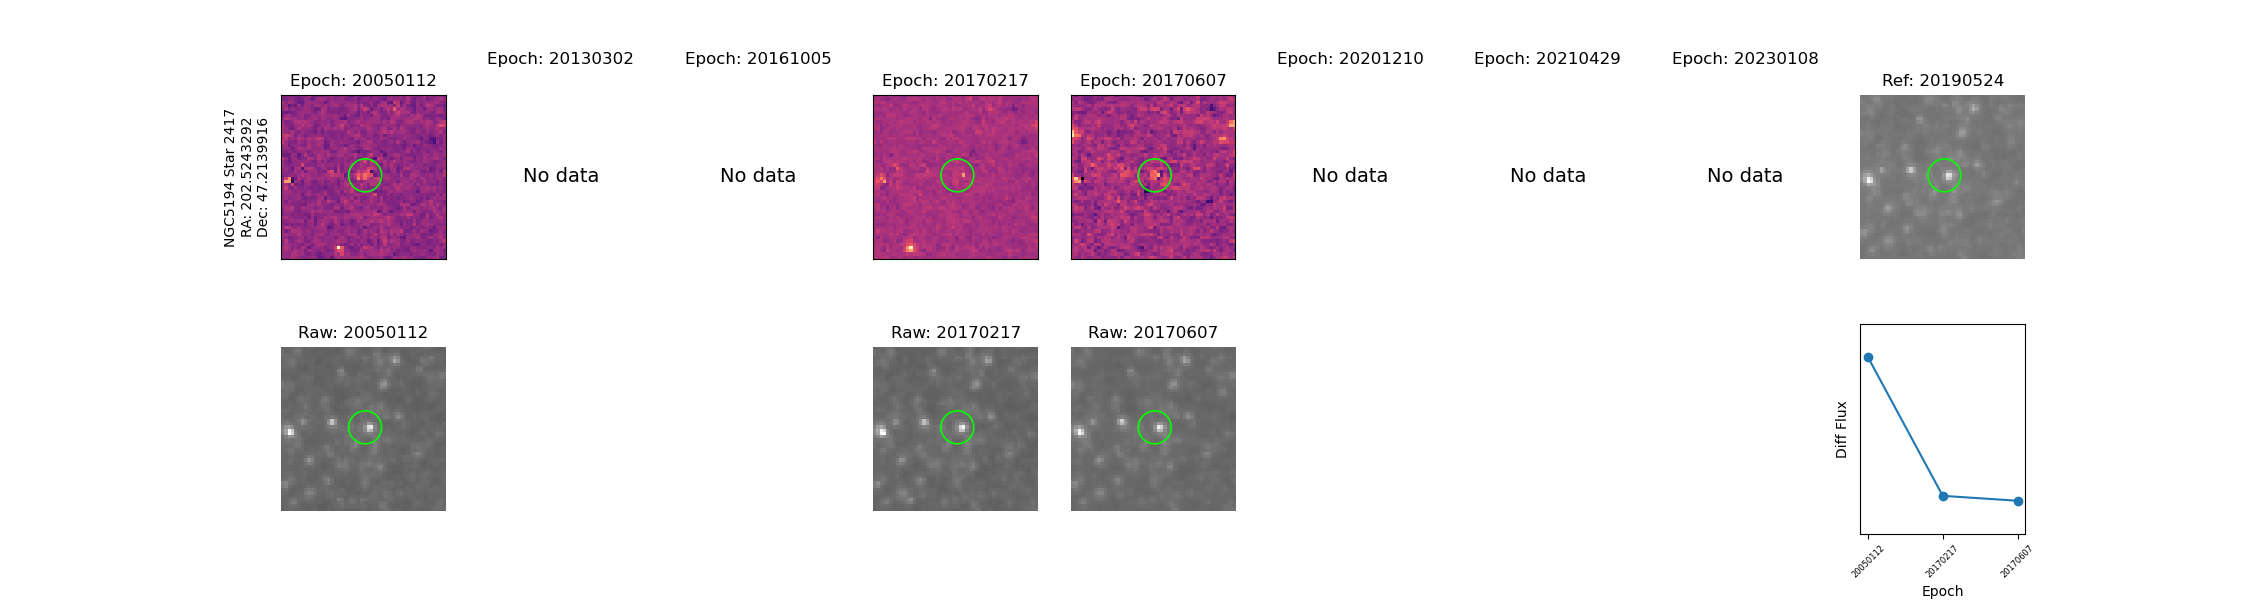 Epoch: 20130302
Epoch: 20161005
Epoch: 20201210
Epoch: 20210429
Epoch: 20230108
Epoch: 20050112
Epoch: 20170217
Epoch: 20170607
Ref: 20190524
NGC5194 Star 2417
RA: 202.5243292
Dec: 47.2139916
No data
No data
No data
No data
No data
Raw: 20050112
Raw: 20170217
Raw: 20170607
Diff Flux
20050112
20170217
20170607
Epoch